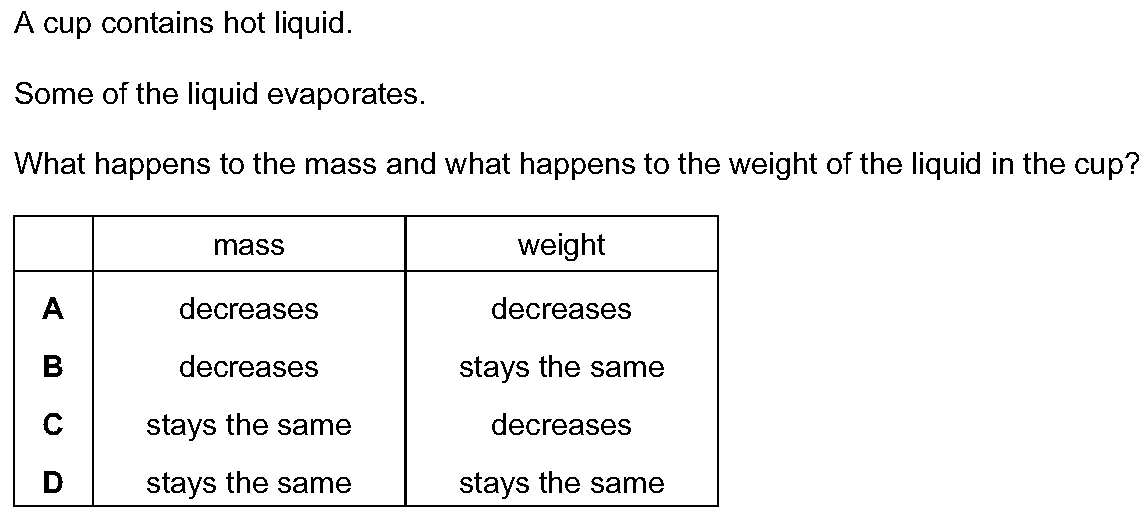 A cup contains hot liquid.
Some of the liquid evaporates.
What happens to the mass and what happens to the weight of the liquid in the cup?
mass weight
A decreases decreases
B decreases stays the same
C stays the same decreases
D stays the same stays the same